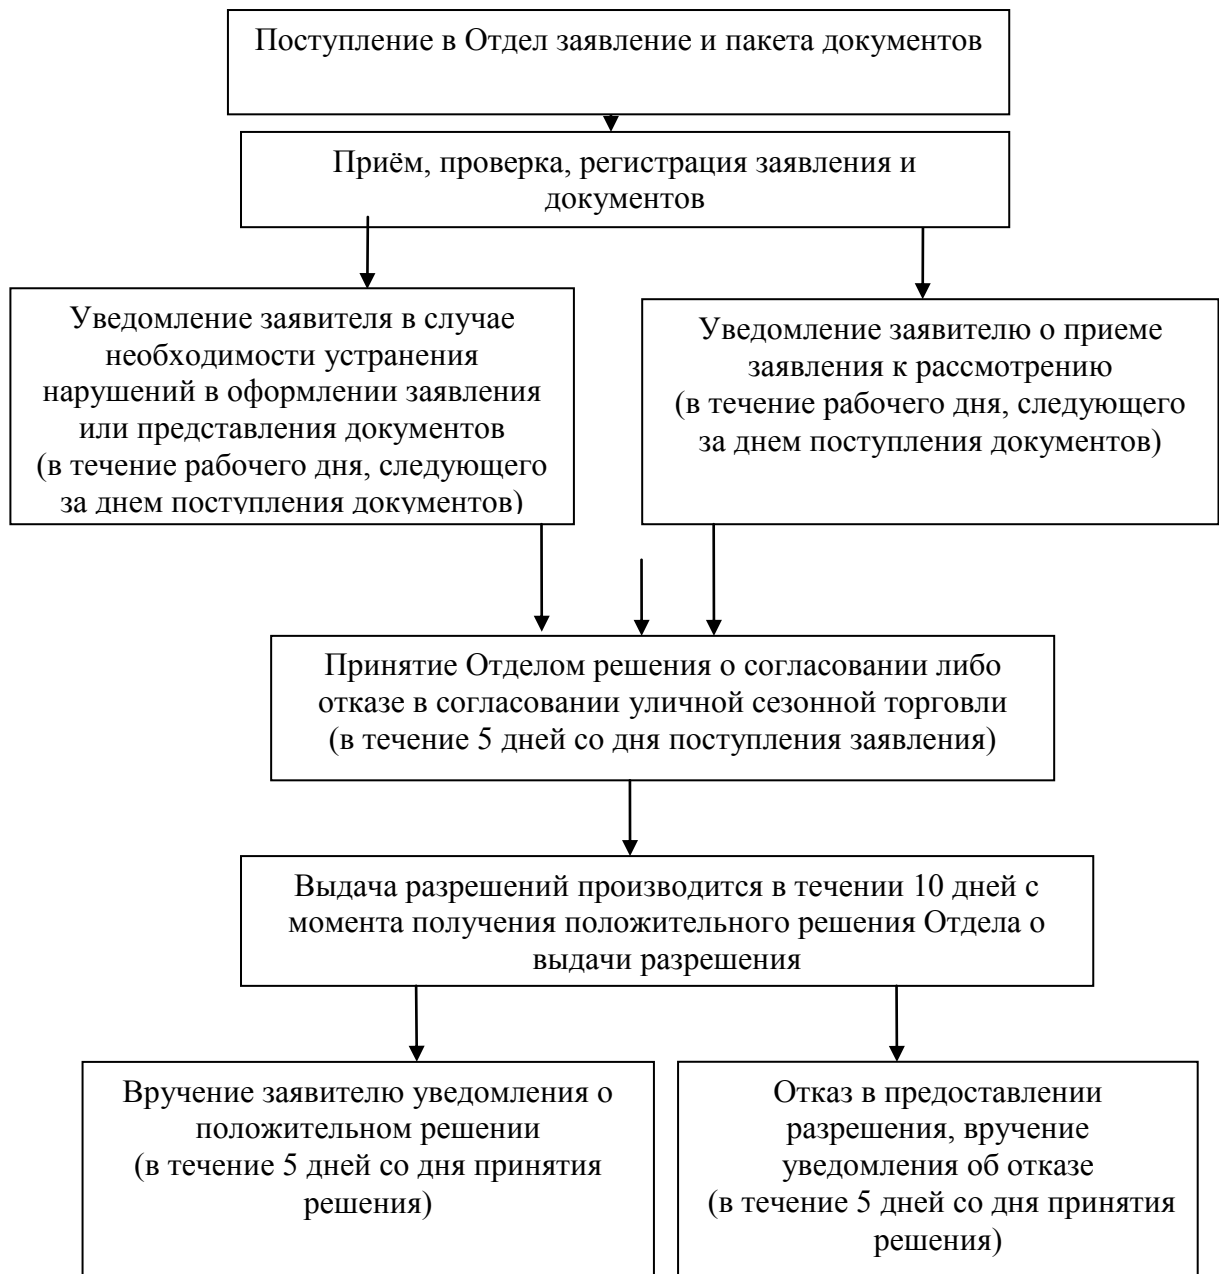 Поступление в Отдел заявление и пакета документов
Приём, проверка, регистрация заявления и
документов
Уведомление заявителя в случае
необходимости устранения
нарушений в оформлении заявления
или представления документов
(в течение рабочего дня, следующего
за днем поступления документов)
Уведомление заявителю о приеме
заявления к рассмотрению
(в течение рабочего дня, следующего
за днем поступления документов)
Принятие Отделом решения о согласовании либо
отказе в согласовании уличной сезонной торговли
(в течение 5 дней со дня поступления заявления)
Выдача разрешений производится в течении 10 дней с
момента получения положительного решения Отдела о
выдачи разрешения
Вручение заявителю уведомления о
положительном решении
(в течение 5 дней со дня принятия
решения)
Отказ в предоставлении
разрешения, вручение
уведомления об отказе
(в течение 5 дней со дня принятия
решения)